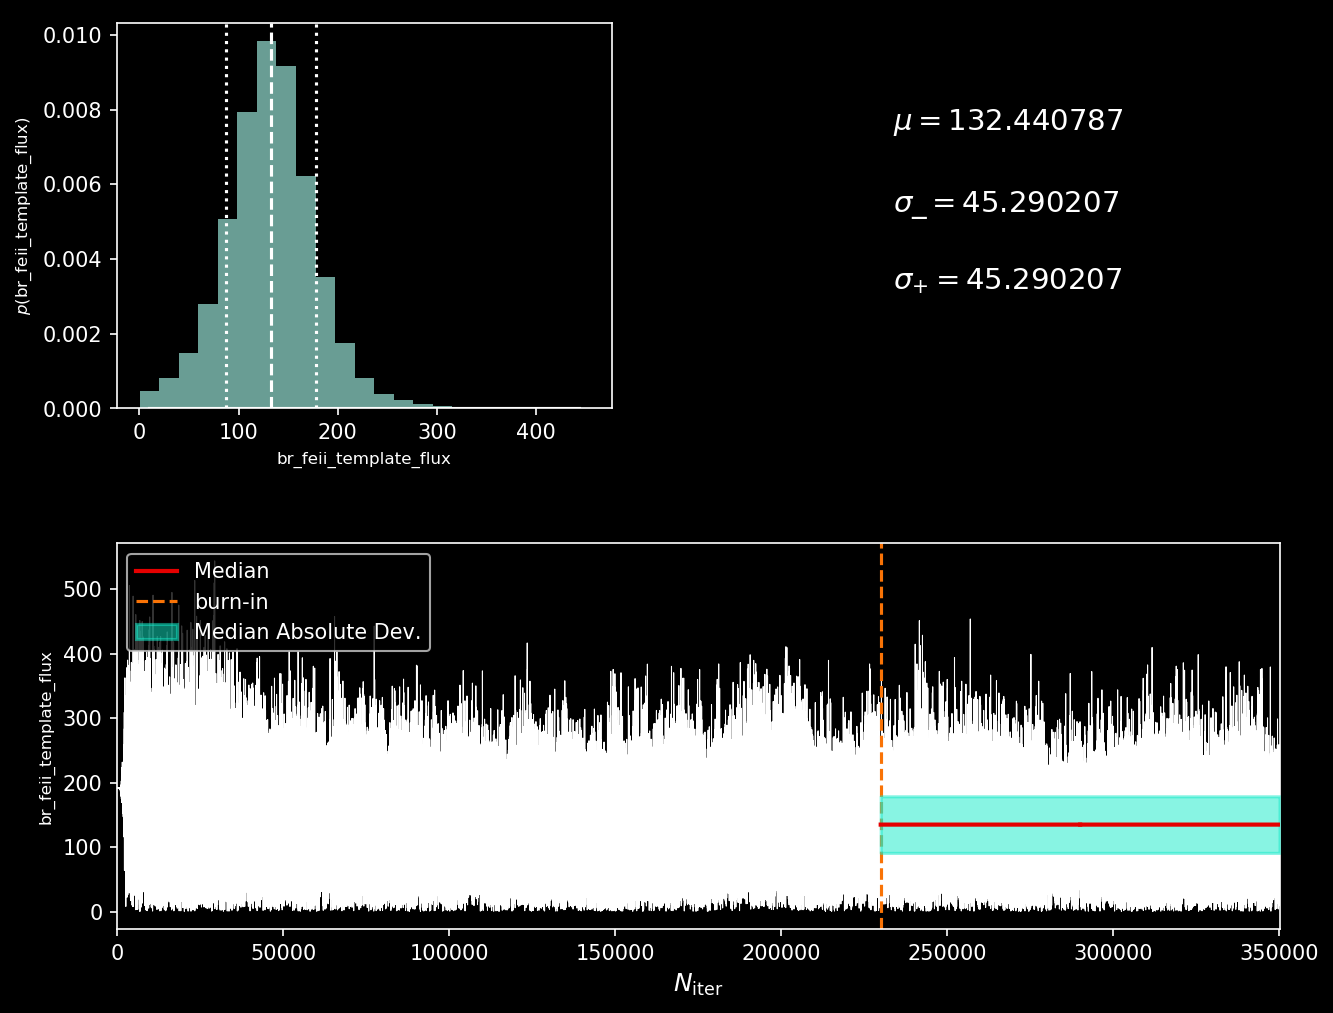 0.010
0.008
0.006
0.004
0.002
0.000
p(br_feii_template_flux)
0 100 200 300 400
br_feii_template_flux
μ = 132.440787
σ_ = 45.290207
σ+ = 45.290207
Median
burn-in
Median Absolute Dev.
500
400
300
200
100
0
br_feii_template_flux
0 50000 100000 150000 200000 250000 300000 350000
Niter